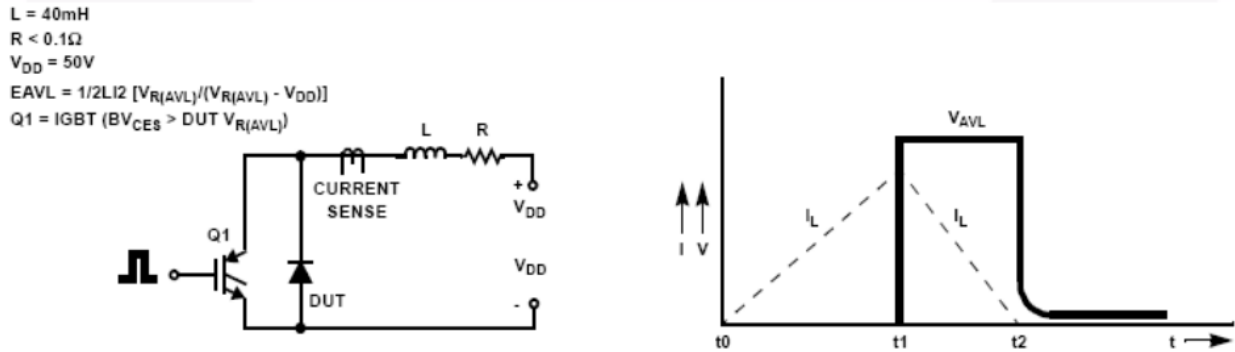 L = 40mH
R < 0.1Ω
VDD = 50V
EAVL = 1/2LI2 [VR(AVL)/(VR(AVL) - VDD)]
Q1 = IGBT (BVCES > DUT VR(AVL))
L R
CURRENT
SENSE
+
VDD
Q1
VDD
DUT
-
VAVL
IL
IL
I V
t0 t1 t2 t